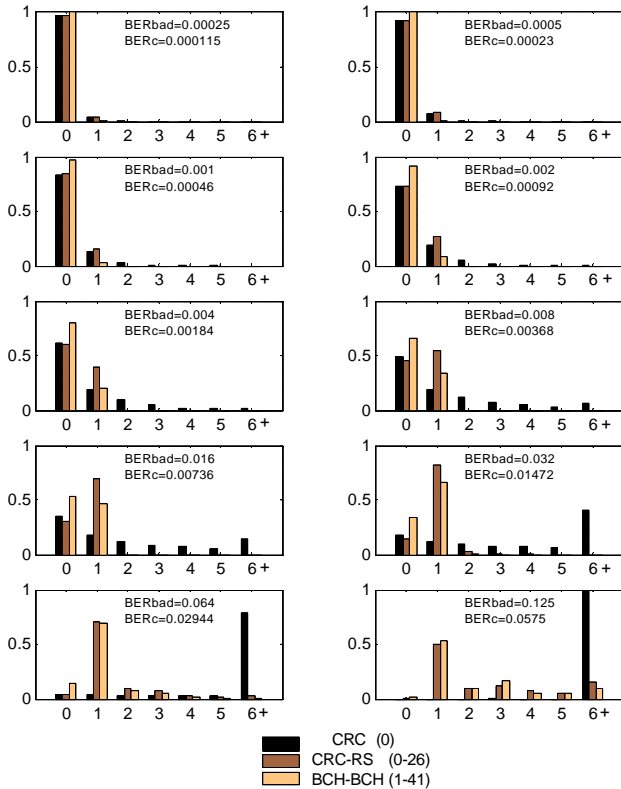 BERbad=0.00025
BERc=0.000115
1
0.5
0
0 1 2 3 4 5 6 +
BERbad=0.0005
BERc=0.00023
1
0.5
0
0 1 2 3 4 5 6 +
BERbad=0.001
BERc=0.00046
1
0.5
0
0 1 2 3 4 5 6 +
BERbad=0.002
BERc=0.00092
1
0.5
0
0 1 2 3 4 5 6 +
BERbad=0.004
BERc=0.00184
1
0.5
0
0 1 2 3 4 5 6 +
BERbad=0.008
BERc=0.00368
1
0.5
0
0 1 2 3 4 5 6 +
BERbad=0.016
BERc=0.00736
1
0.5
0
0 1 2 3 4 5 6 +
BERbad=0.032
BERc=0.01472
1
0.5
0
0 1 2 3 4 5 6 +
BERbad=0.064
BERc=0.02944
1
0.5
0
0 1 2 3 4 5 6 +
BERbad=0.125
BERc=0.0575
1
0.5
0
0 1 2 3 4 5 6 +
CRC (0)
CRC-RS (0-26)
BCH-BCH (1-41)